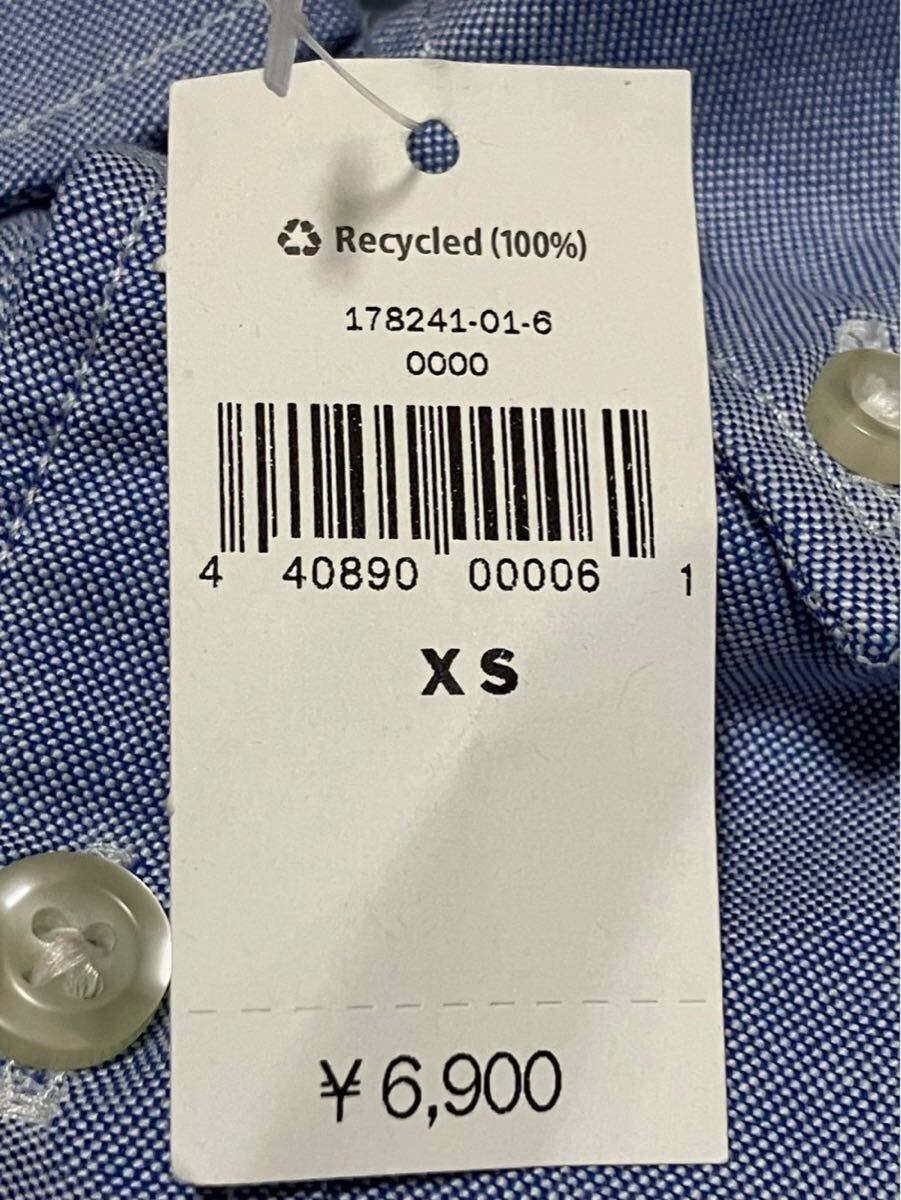 Recycled (100%)
178241-01-6
0000
4 40890 00006 1
XS
¥6,900